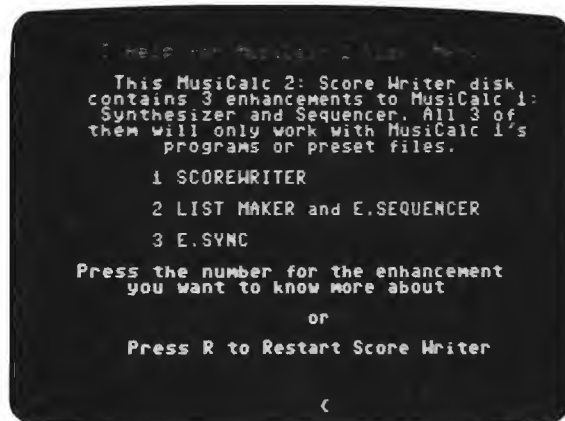 This MusiCalc 2: Score Writer disk
contains 3 enhancements to MusiCalc 1:
Synthesizer and Sequencer. All 3 of
them will only work with MusiCalc 1's
programs or preset files.
1 SCOREWRITER
2 LIST MAKER and E.SEQUENCER
3 E.SYNC
Press the number for the enhancement
you want to know more about
or
Press R to Restart Score Writer